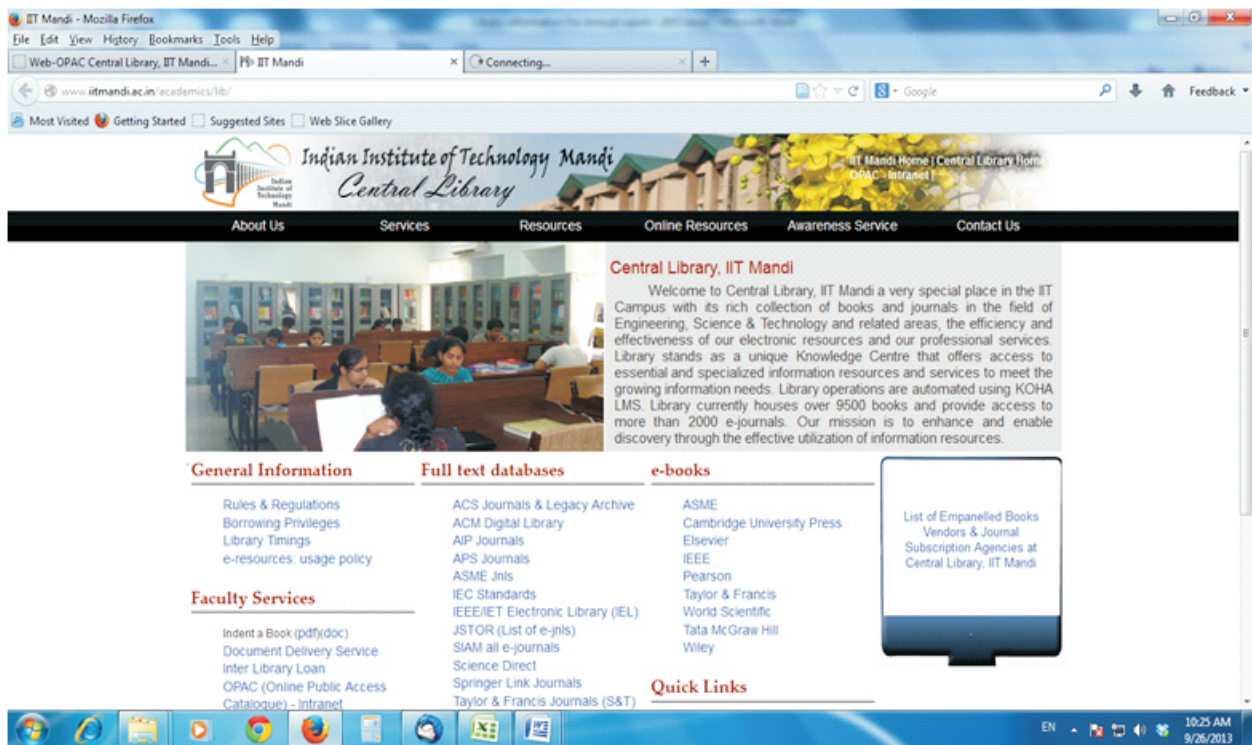 IIT Mandi - Mozilla Firefox
File Edit View History Bookmarks Tools Help
Web-OPAC Central Library, IIT Mandi...
IIT Mandi
Connecting...
www.iitmandi.ac.in/academics/lib/
Google
Feedback
Most Visited Getting Started Suggested Sites Web Slice Gallery
Indian Institute of Technology Mandi
Central Library
Indian
Institute of
Technology
Mandi
IIT Mandi Home | Central Library Home
OPAC - Intranet |
About Us Services Resources Online Resources Awareness Service Contact Us
Central Library, IIT Mandi
Welcome to Central Library, IIT Mandi a very special place in the IIT
Campus with its rich collection of books and journals in the field of
Engineering, Science & Technology and related areas, the efficiency and
effectiveness of our electronic resources and our professional services.
Library stands as a unique Knowledge Centre that offers access to
essential and specialized information resources and services to meet the
growing information needs. Library operations are automated using KOHA
LMS. Library currently houses over 9500 books and provide access to
more than 2000 e-journals. Our mission is to enhance and enable
discovery through the effective utilization of information resources.
General Information
Rules & Regulations
Borrowing Privileges
Library Timings
e-resources: usage policy
Faculty Services
Indent a Book (pdf)(doc)
Document Delivery Service
Inter Library Loan
OPAC (Online Public Access
Catalogue) - Intranet
Full text databases
ACS Journals & Legacy Archive
ACM Digital Library
AIP Journals
APS Journals
ASME Jnls
IEC Standards
IEEE/IET Electronic Library (IEL)
JSTOR (List of e-jnls)
SIAM all e-journals
Science Direct
Springer Link Journals
Taylor & Francis Journals (S&T)
e-books
ASME
Cambridge University Press
Elsevier
IEEE
Pearson
Taylor & Francis
World Scientific
Tata McGraw Hill
Wiley
Quick Links
List of Empanelled Books
Vendors & Journal
Subscription Agencies at
Central Library, IIT Mandi
EN
10:25 AM
9/26/2013